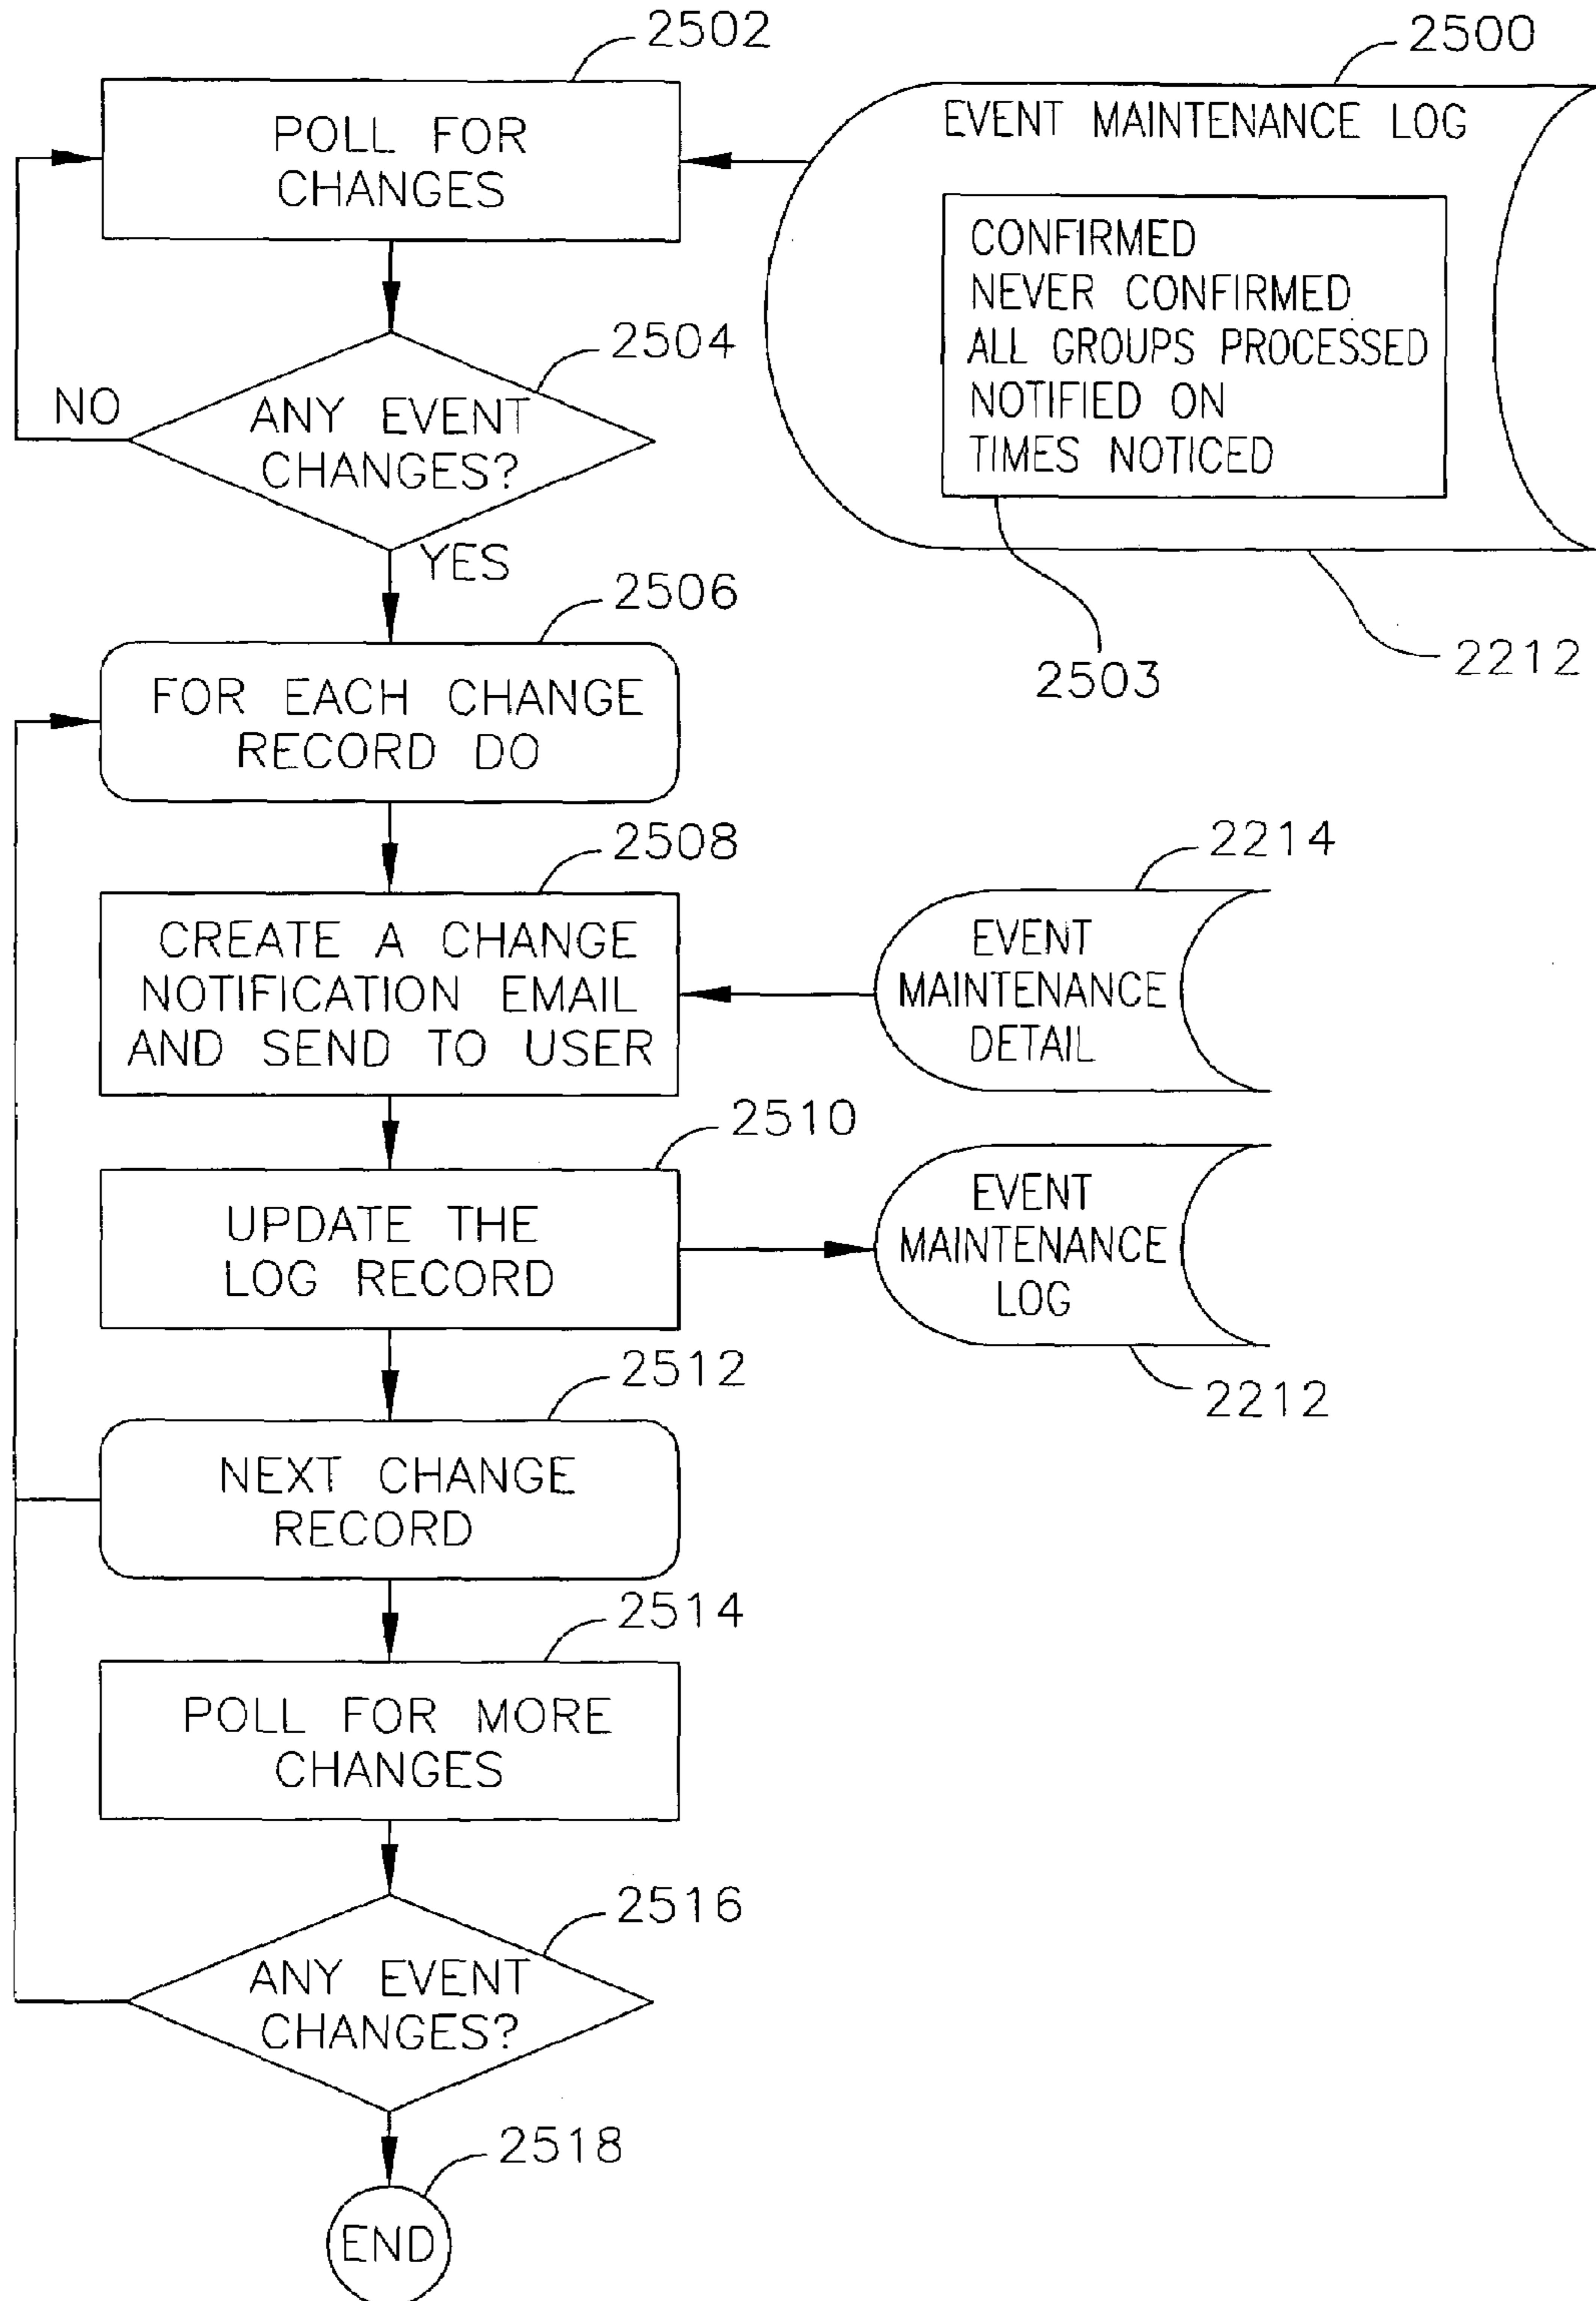 2502
2500
POLL FOR
CHANGES
EVENT MAINTENANCE LOG
CONFIRMED
NEVER CONFIRMED
ALL GROUPS PROCESSED
NOTIFIED ON
TIMES NOTICED
2504
NO
ANY EVENT
CHANGES?
YES
2503
2212
2506
FOR EACH CHANGE
RECORD DO
2508
2214
CREATE A CHANGE
NOTIFICATION EMAIL
AND SEND TO USER
EVENT
MAINTENANCE
DETAIL
2510
UPDATE THE
LOG RECORD
EVENT
MAINTENANCE
LOG
2212
2512
NEXT CHANGE
RECORD
2514
POLL FOR MORE
CHANGES
2516
ANY EVENT
CHANGES?
2518
END